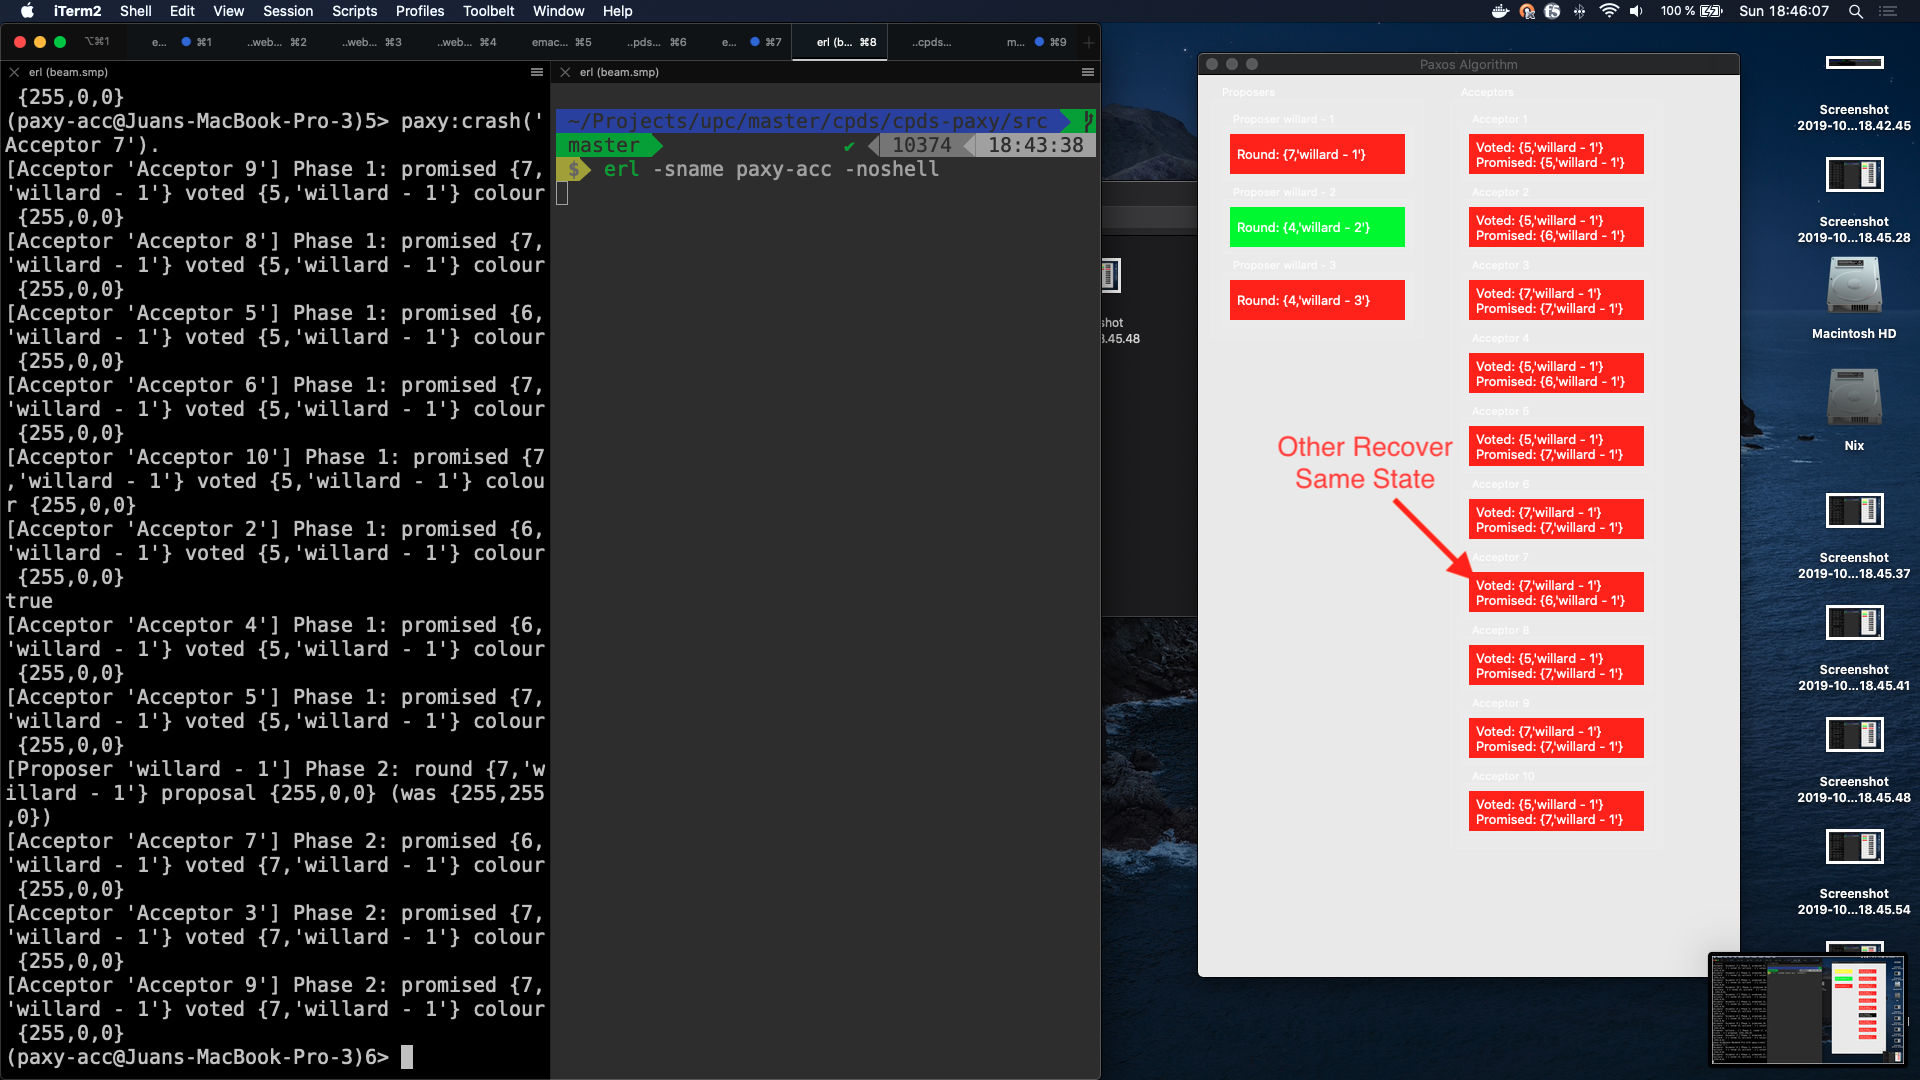 iTerm2 Shell Edit View Session Scripts Profiles Toolbelt Window Help
100 % Sun 18:46:07
⌥⌘1 e... ⌘1 ..web... ⌘2 ..web... ⌘3 ..web... ⌘4 emac... ⌘5 ..pds... ⌘6 e... ⌘7 erl (b... ⌘8 ..cpds... m... ⌘9
erl (beam.smp)
{255,0,0}
(paxy-acc@Juans-MacBook-Pro-3)5> paxy:crash('
Acceptor 7').
[Acceptor 'Acceptor 9'] Phase 1: promised {7,
'willard - 1'} voted {5,'willard - 1'} colour
{255,0,0}
[Acceptor 'Acceptor 8'] Phase 1: promised {7,
'willard - 1'} voted {5,'willard - 1'} colour
{255,0,0}
[Acceptor 'Acceptor 5'] Phase 1: promised {6,
'willard - 1'} voted {5,'willard - 1'} colour
{255,0,0}
[Acceptor 'Acceptor 6'] Phase 1: promised {7,
'willard - 1'} voted {5,'willard - 1'} colour
{255,0,0}
[Acceptor 'Acceptor 10'] Phase 1: promised {7
,'willard - 1'} voted {5,'willard - 1'} colou
r {255,0,0}
[Acceptor 'Acceptor 2'] Phase 1: promised {6,
'willard - 1'} voted {5,'willard - 1'} colour
{255,0,0}
true
[Acceptor 'Acceptor 4'] Phase 1: promised {6,
'willard - 1'} voted {5,'willard - 1'} colour
{255,0,0}
[Acceptor 'Acceptor 5'] Phase 1: promised {7,
'willard - 1'} voted {5,'willard - 1'} colour
{255,0,0}
[Proposer 'willard - 1'] Phase 2: round {7,'w
illard - 1'} proposal {255,0,0} (was {255,255
,0})
[Acceptor 'Acceptor 7'] Phase 2: promised {6,
'willard - 1'} voted {7,'willard - 1'} colour
{255,0,0}
[Acceptor 'Acceptor 3'] Phase 2: promised {7,
'willard - 1'} voted {7,'willard - 1'} colour
{255,0,0}
[Acceptor 'Acceptor 9'] Phase 2: promised {7,
'willard - 1'} voted {7,'willard - 1'} colour
{255,0,0}
(paxy-acc@Juans-MacBook-Pro-3)6>
erl (beam.smp)
~/Projects/upc/master/cpds/cpds-paxy/src
master ✔ 10374 18:43:38
$ erl -sname paxy-acc -noshell
shot
3.45.48
Paxos Algorithm
Proposers
Proposer willard - 1
Round: {7,'willard - 1'}
Proposer willard - 2
Round: {4,'willard - 2'}
Proposer willard - 3
Round: {4,'willard - 3'}
Other Recover
Same State
Acceptors
Acceptor 1
Voted: {5,'willard - 1'}
Promised: {5,'willard - 1'}
Acceptor 2
Voted: {5,'willard - 1'}
Promised: {6,'willard - 1'}
Acceptor 3
Voted: {7,'willard - 1'}
Promised: {7,'willard - 1'}
Acceptor 4
Voted: {5,'willard - 1'}
Promised: {6,'willard - 1'}
Acceptor 5
Voted: {5,'willard - 1'}
Promised: {7,'willard - 1'}
Acceptor 6
Voted: {7,'willard - 1'}
Promised: {7,'willard - 1'}
Acceptor 7
Voted: {7,'willard - 1'}
Promised: {6,'willard - 1'}
Acceptor 8
Voted: {5,'willard - 1'}
Promised: {7,'willard - 1'}
Acceptor 9
Voted: {7,'willard - 1'}
Promised: {7,'willard - 1'}
Acceptor 10
Voted: {5,'willard - 1'}
Promised: {7,'willard - 1'}
Screenshot
2019-10...18.42.45
Screenshot
2019-10...18.45.28
Macintosh HD
Nix
Screenshot
2019-10...18.45.37
Screenshot
2019-10...18.45.41
Screenshot
2019-10...18.45.48
Screenshot
2019-10...18.45.54